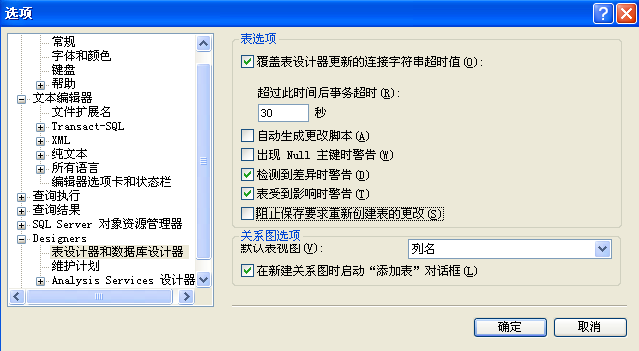 选项
常规
字体和颜色
键盘
帮助
文本编辑器
文件扩展名
Transact-SQL
XML
纯文本
所有语言
编辑器选项卡和状态栏
查询执行
查询结果
SQL Server 对象资源管理器
Designers
表设计器和数据库设计器
维护计划
Analysis Services 设计器
表选项
覆盖表设计器更新的连接字符串超时值(O):
超过此时间后事务超时(R):
30 秒
自动生成更改脚本(A)
出现 Null 主键时警告(W)
检测到差异时警告(D)
表受到影响时警告(T)
阻止保存要求重新创建表的更改(S)
关系图选项
默认表视图(V): 列名
在新建关系图时启动“添加表”对话框(L)
确定 取消